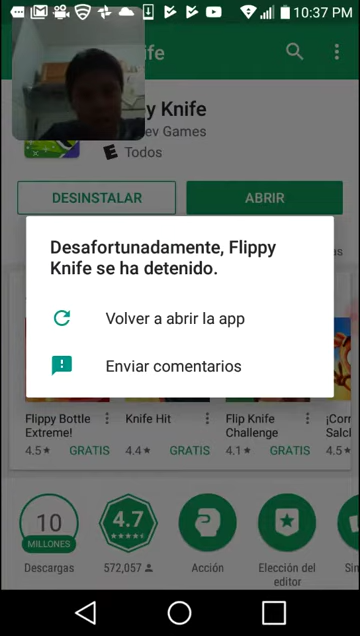 10:37 PM
ife
y Knife
ev Games
E Todos
DESINSTALAR
ABRIR
Desafortunadamente, Flippy
Knife se ha detenido.
Volver a abrir la app
Enviar comentarios
Flippy Bottle
Extreme!
4.5★ GRATIS
Knife Hit
4.4★ GRATIS
Flip Knife
Challenge
4.1★ GRATIS
¡Corr
Salc
4.5★
10
MILLONES
Descargas
4.7
572,057
Acción
Elección del
editor
Sin